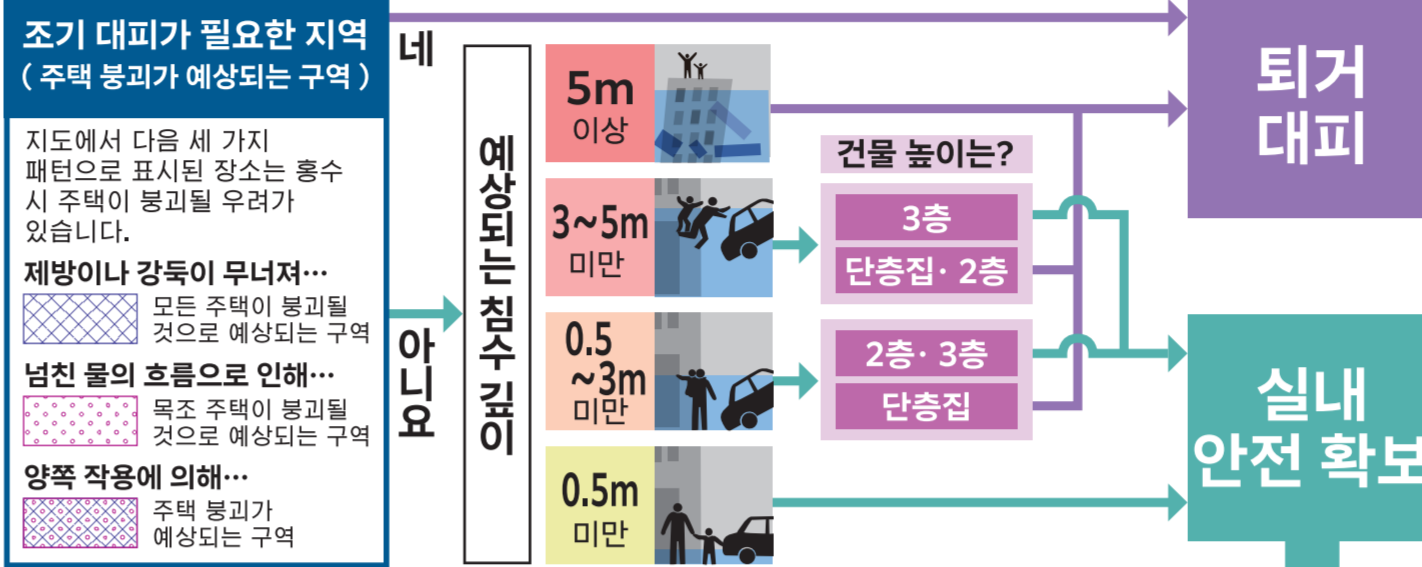 조기 대피가 필요한 지역
( 주택 붕괴가 예상되는 구역 )
지도에서 다음 세 가지
패턴으로 표시된 장소는 홍수
시 주택이 붕괴될 우려가
있습니다.
제방이나 강둑이 무너져…
모든 주택이 붕괴될
것으로 예상되는 구역
넘친 물의 흐름으로 인해…
목조 주택이 붕괴될
것으로 예상되는 구역
양쪽 작용에 의해…
주택 붕괴가
예상되는 구역
네
아니요
예상되는 침수 깊이
5m
이상
3~5m
미만
0.5
~3m
미만
0.5m
미만
건물 높이는?
3층
단층집· 2층
2층· 3층
단층집
퇴거
대피
실내
안전 확보